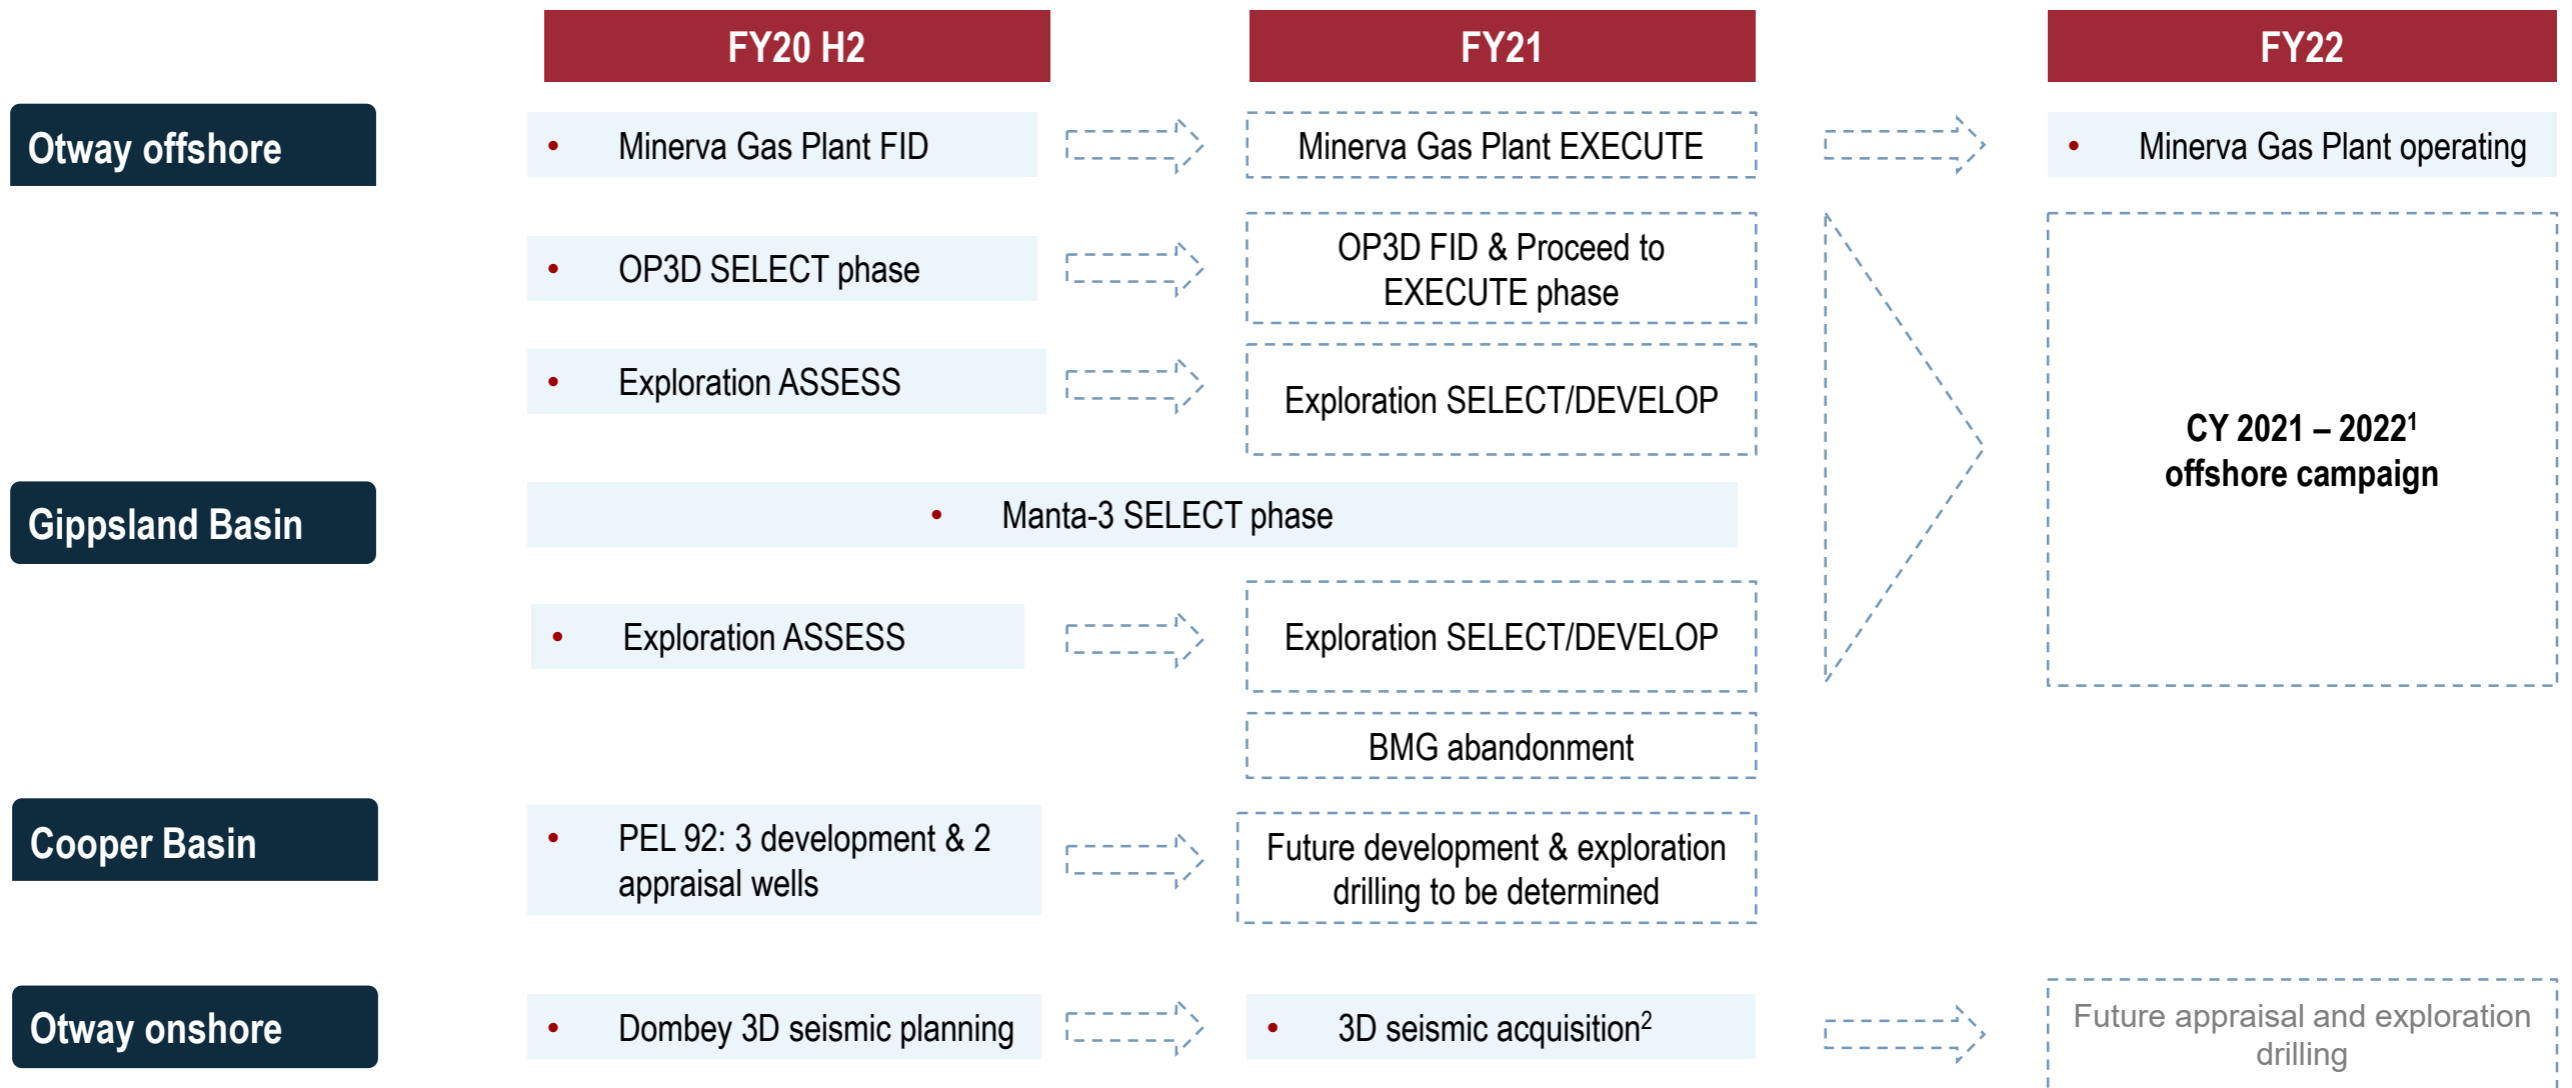 FY20 H2
FY21
FY22
Otway offshore
• Minerva Gas Plant FID
Minerva Gas Plant EXECUTE
• Minerva Gas Plant operating
• OP3D SELECT phase
OP3D FID & Proceed to
EXECUTE phase
• Exploration ASSESS
Exploration SELECT/DEVELOP
CY 2021 – 2022¹
offshore campaign
Gippsland Basin
• Manta-3 SELECT phase
• Exploration ASSESS
Exploration SELECT/DEVELOP
BMG abandonment
Cooper Basin
• PEL 92: 3 development & 2
appraisal wells
Future development & exploration
drilling to be determined
Otway onshore
• Dombey 3D seismic planning
• 3D seismic acquisition²
Future appraisal and exploration
drilling